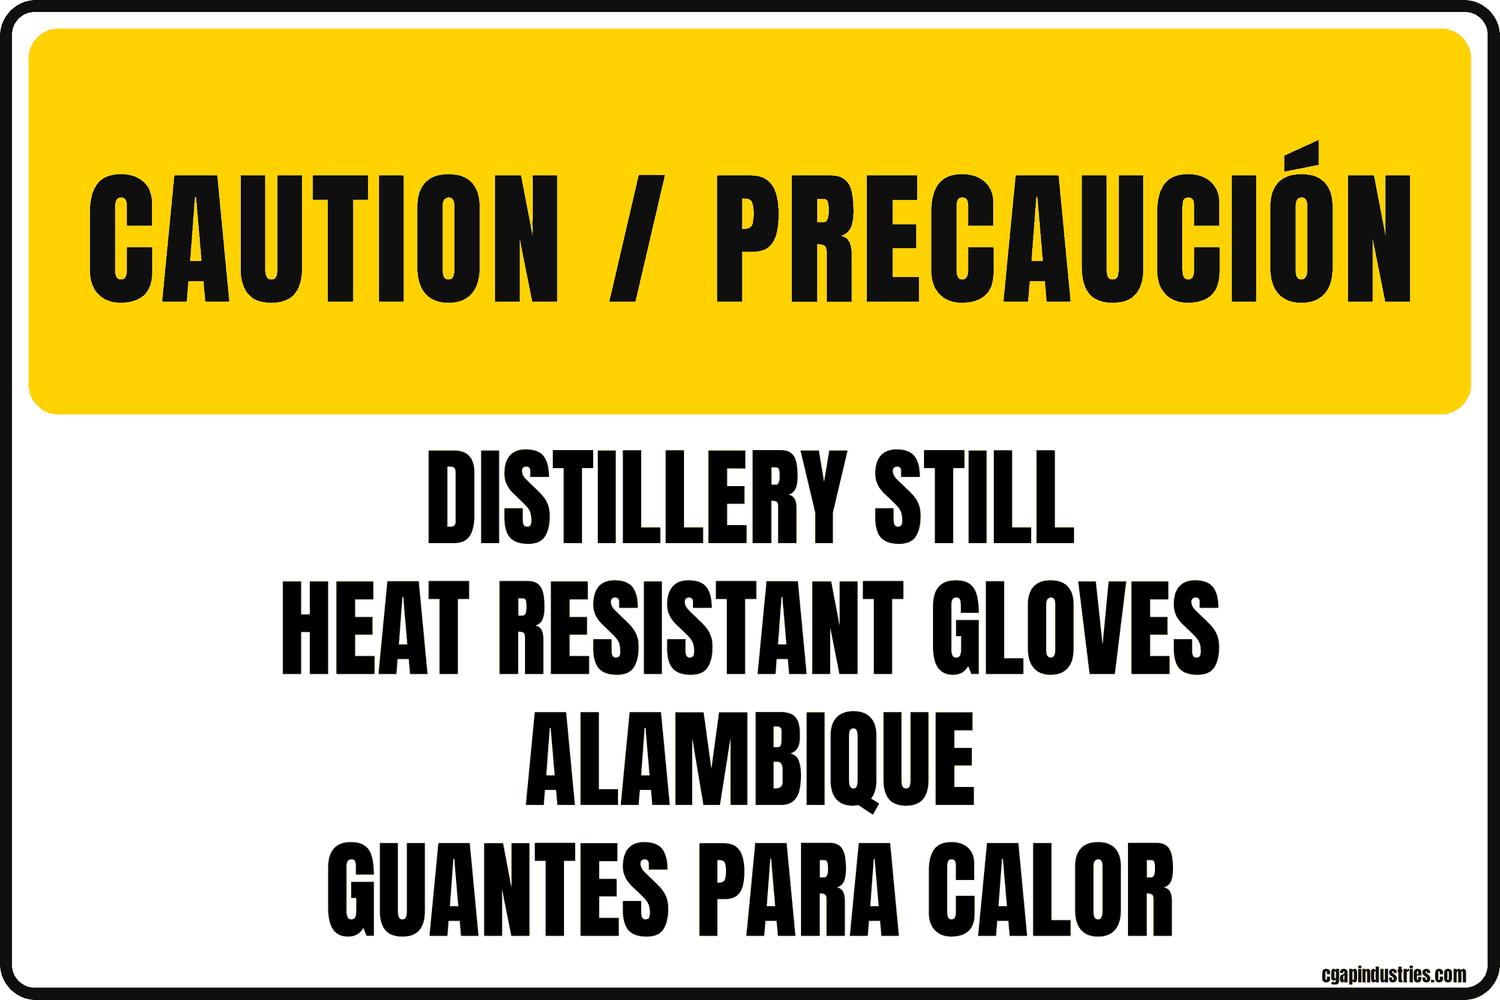 CAUTION / PRECAUCIÓN
DISTILLERY STILL
HEAT RESISTANT GLOVES
ALAMBIQUE
GUANTES PARA CALOR
cgapindustries.com